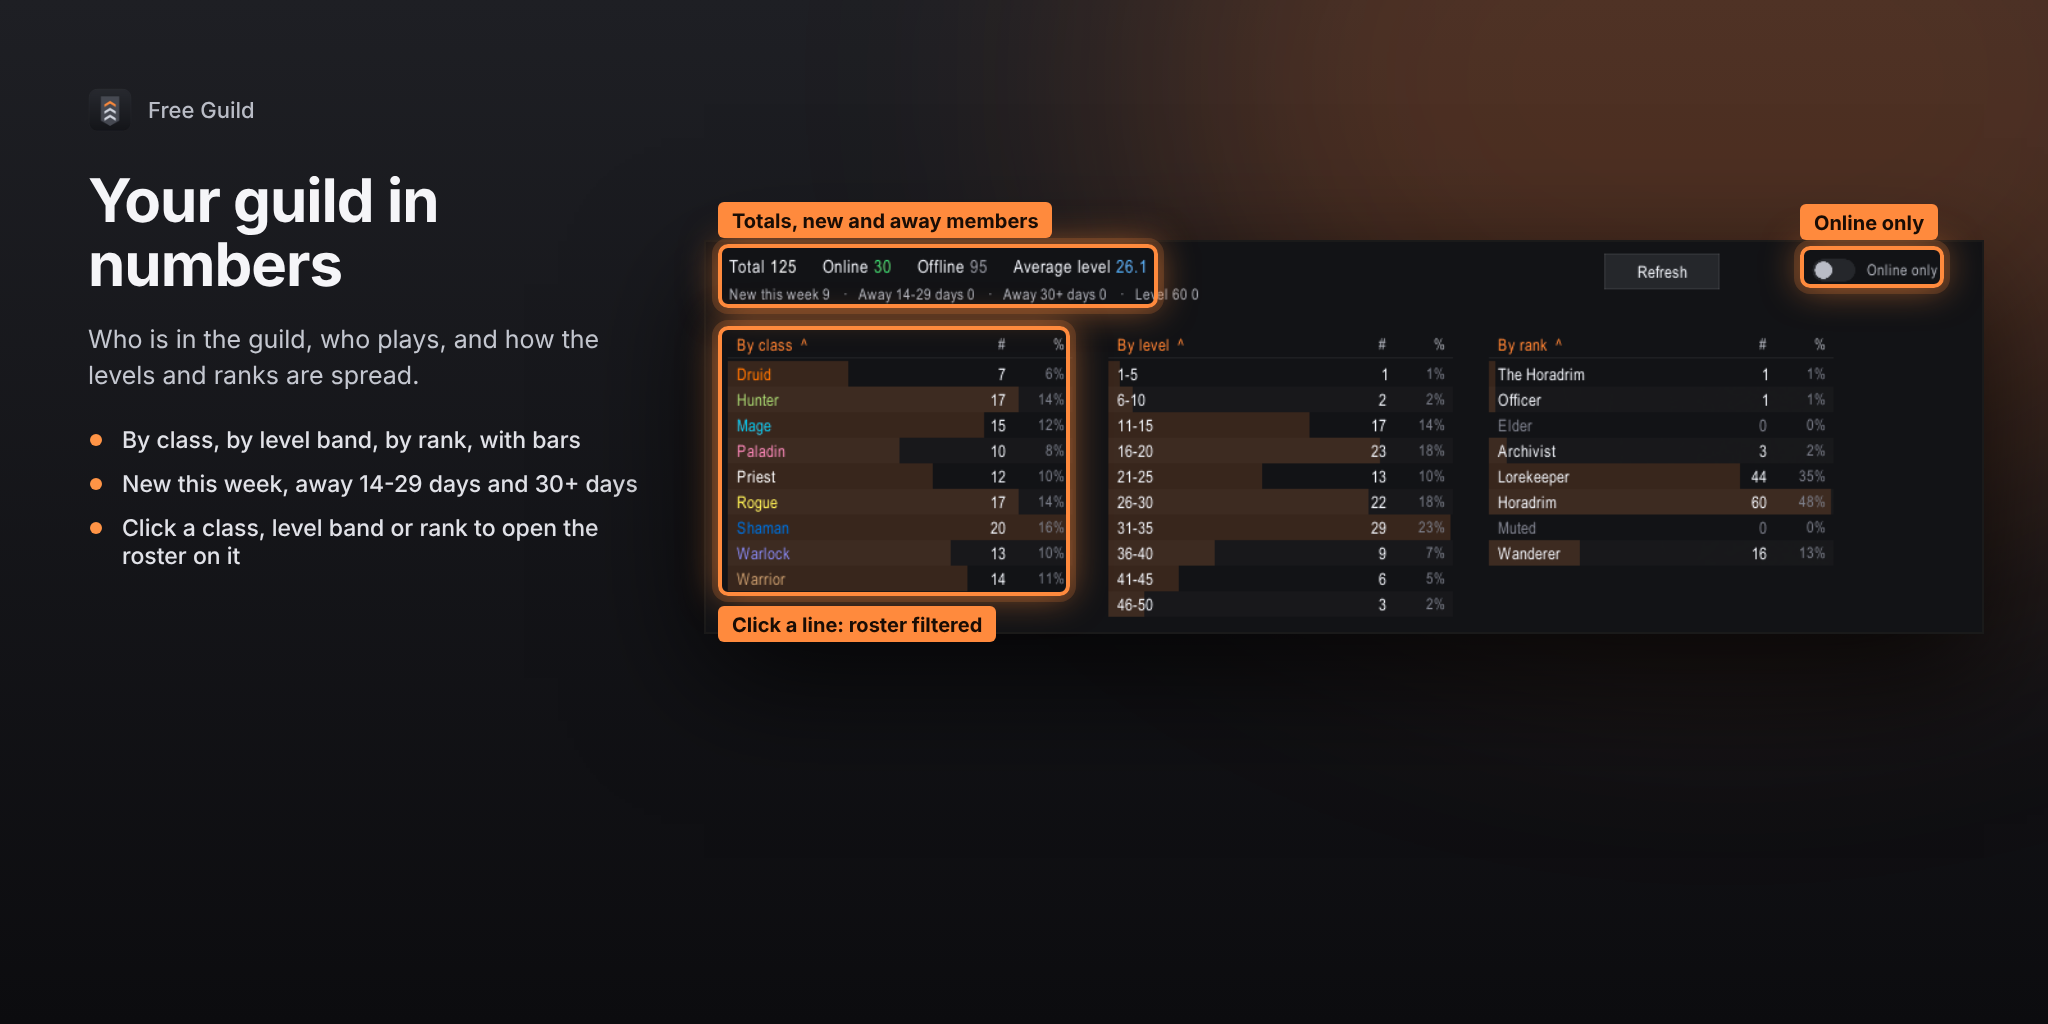 Free Guild
Your guild in
numbers
Who is in the guild, who plays, and how the
levels and ranks are spread.
By class, by level band, by rank, with bars
New this week, away 14-29 days and 30+ days
Click a class, level band or rank to open the
roster on it
Totals, new and away members
Online only
Total 125 Online 30 Offline 95 Average level 26.1
Refresh
Online only
New this week 9 · Away 14-29 days 0 · Away 30+ days 0 · Level 60 0
By class ^ # %
Druid 7 6%
Hunter 17 14%
Mage 15 12%
Paladin 10 8%
Priest 12 10%
Rogue 17 14%
Shaman 20 16%
Warlock 13 10%
Warrior 14 11%
Click a line: roster filtered
By level ^ # %
1-5 1 1%
6-10 2 2%
11-15 17 14%
16-20 23 18%
21-25 13 10%
26-30 22 18%
31-35 29 23%
36-40 9 7%
41-45 6 5%
46-50 3 2%
By rank ^ # %
The Horadrim 1 1%
Officer 1 1%
Elder 0 0%
Archivist 3 2%
Lorekeeper 44 35%
Horadrim 60 48%
Muted 0 0%
Wanderer 16 13%